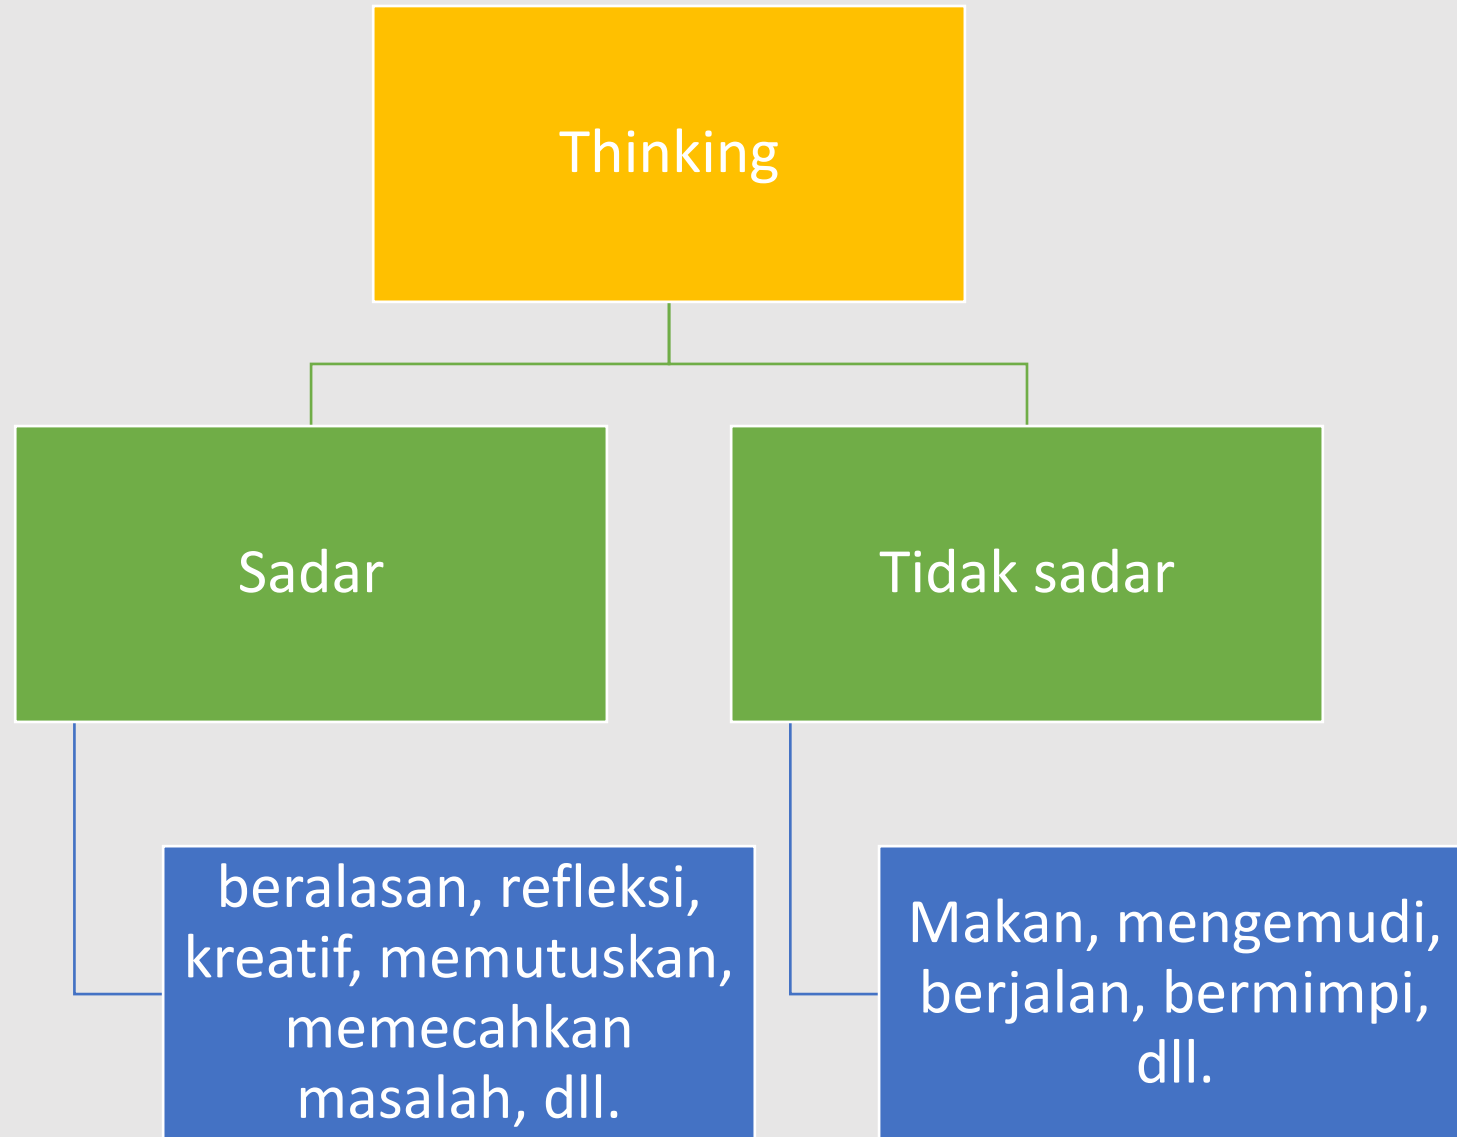 Thinking
Sadar
Tidak sadar
beralasan, refleksi,
kreatif, memutuskan,
memecahkan
masalah, dll.
Makan, mengemudi,
berjalan, bermimpi,
dll.